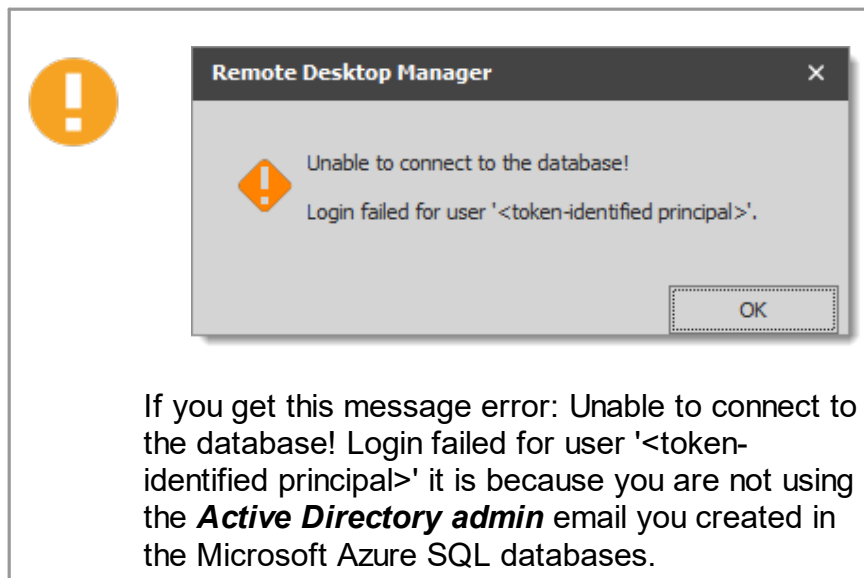 Remote Desktop Manager
Unable to connect to the database!
Login failed for user '<token-identified principal>'.
OK
If you get this message error: Unable to connect to
the database! Login failed for user '<token-
identified principal>' it is because you are not using
the Active Directory admin email you created in
the Microsoft Azure SQL databases.